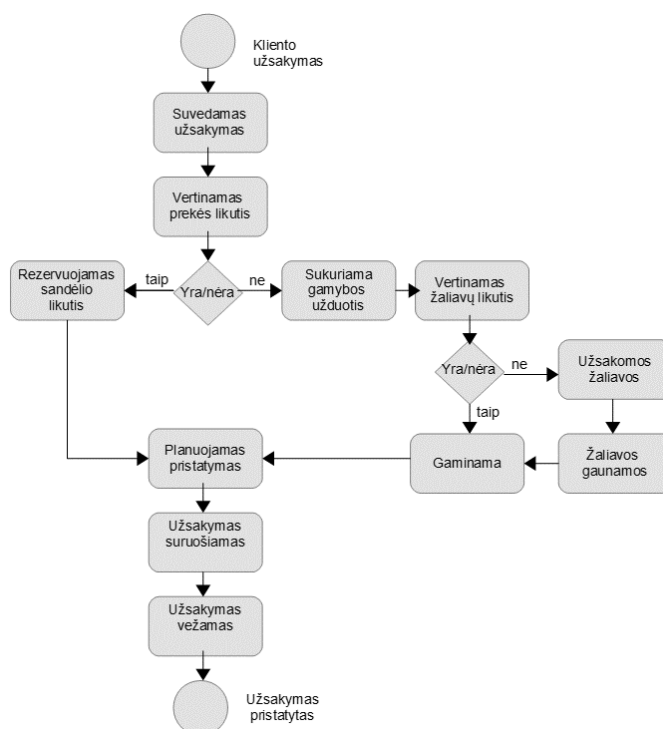 Kliento
užsakymas
Suvedamas
užsakymas
Vertinamas
prekės likutis
Rezervuojamas
sandėlio
likutis
taip
Yra/nėra
ne
Sukuriama
gamybos
užduotis
Vertinamas
žaliavų likutis
Yra/nėra
ne
Užsakomos
žaliavos
taip
Planuojamas
pristatymas
Gaminama
Žaliavos
gaunamos
Užsakymas
suruošiamas
Užsakymas
vežamas
Užsakymas
pristatytas